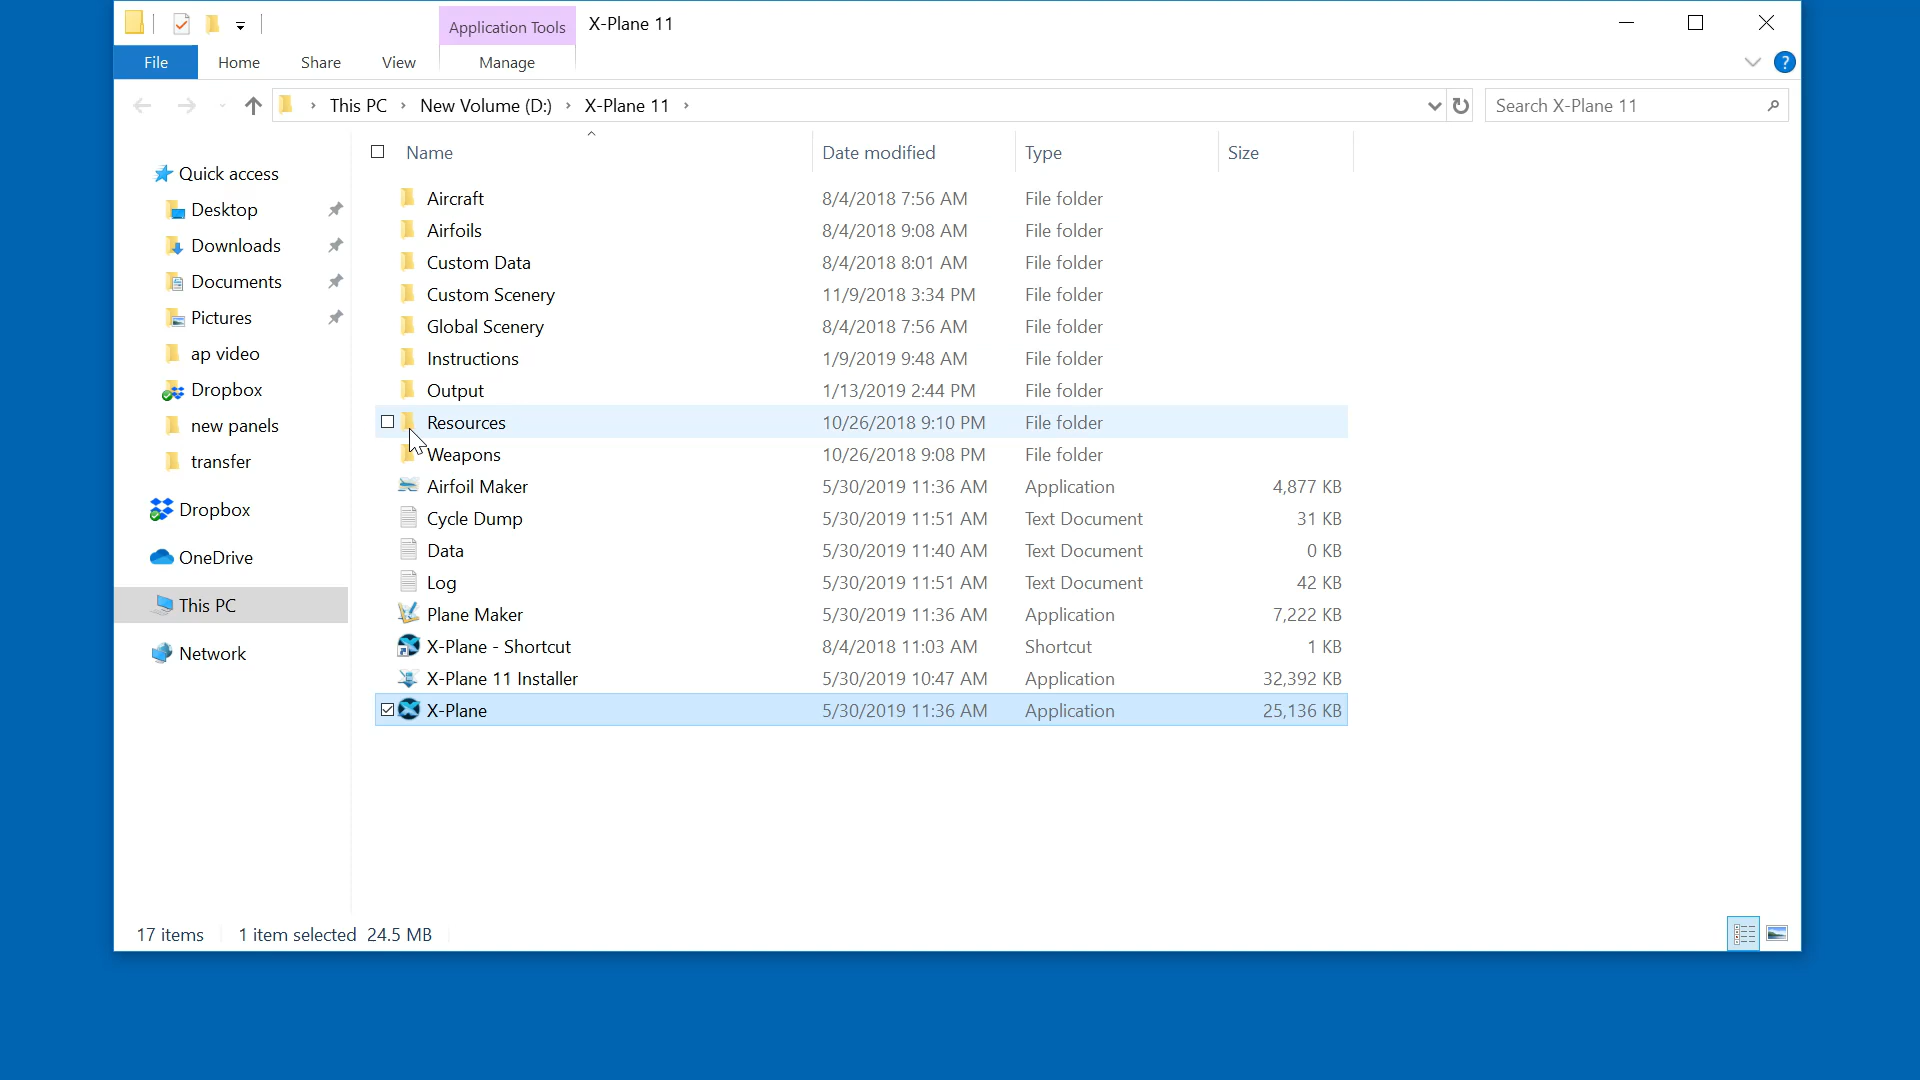 Application Tools X-Plane 11
File Home Share View Manage ?
This PC New Volume (D:) X-Plane 11 Search X-Plane 11
Name Date modified Type Size
Quick access
Desktop
Downloads
Documents
Pictures
ap video
Dropbox
new panels
transfer
Dropbox
OneDrive
This PC
Network
Aircraft 8/4/2018 7:56 AM File folder
Airfoils 8/4/2018 9:08 AM File folder
Custom Data 8/4/2018 8:01 AM File folder
Custom Scenery 11/9/2018 3:34 PM File folder
Global Scenery 8/4/2018 7:56 AM File folder
Instructions 1/9/2019 9:48 AM File folder
Output 1/13/2019 2:44 PM File folder
Resources 10/26/2018 9:10 PM File folder
Weapons 10/26/2018 9:08 PM File folder
Airfoil Maker 5/30/2019 11:36 AM Application 4,877 KB
Cycle Dump 5/30/2019 11:51 AM Text Document 31 KB
Data 5/30/2019 11:40 AM Text Document 0 KB
Log 5/30/2019 11:51 AM Text Document 42 KB
Plane Maker 5/30/2019 11:36 AM Application 7,222 KB
X-Plane - Shortcut 8/4/2018 11:03 AM Shortcut 1 KB
X-Plane 11 Installer 5/30/2019 10:47 AM Application 32,392 KB
X-Plane 5/30/2019 11:36 AM Application 25,136 KB
17 items 1 item selected 24.5 MB